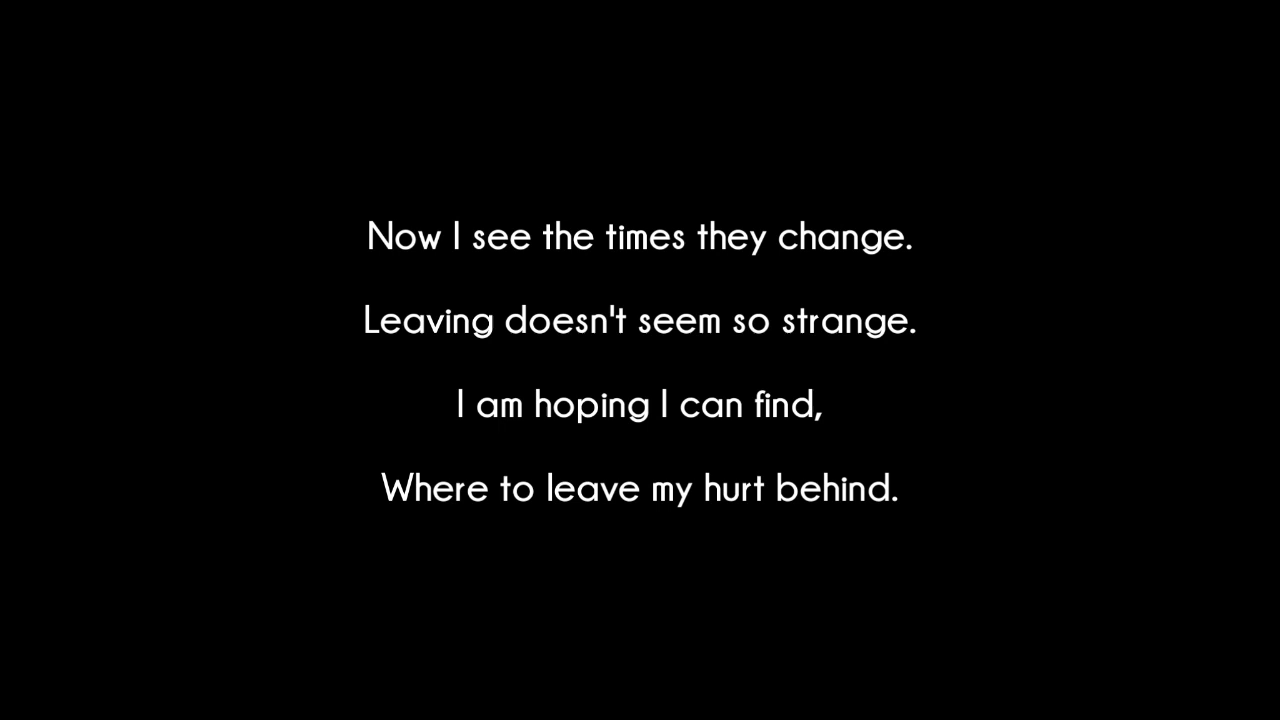 Now I see the times they change.
Leaving doesn't seem so strange.
I am hoping I can find,
Where to leave my hurt behind.